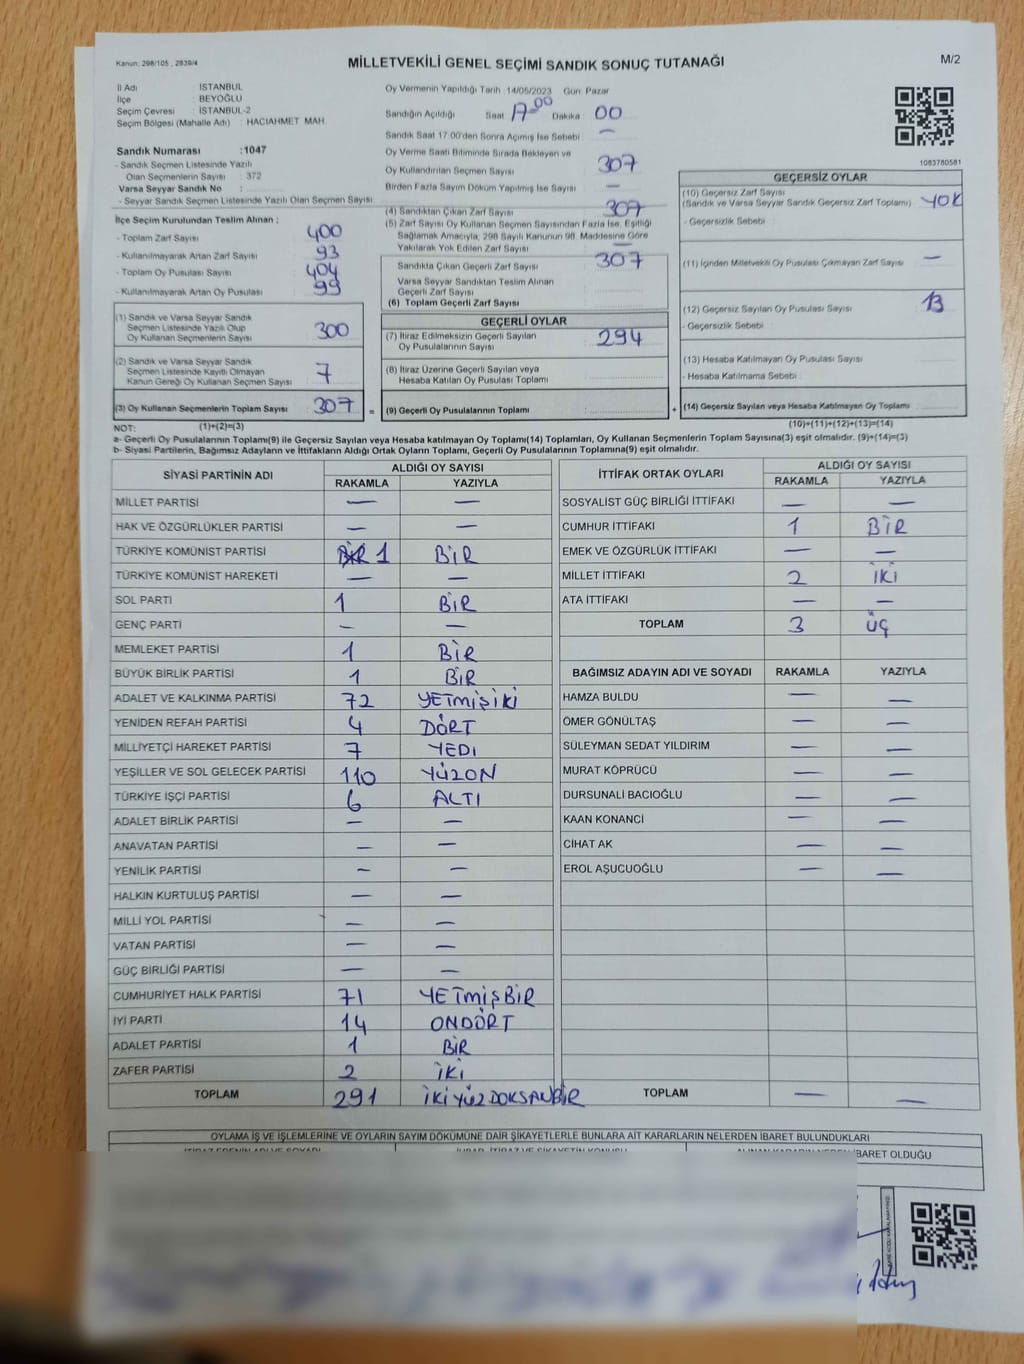 Kanun: 298/105 , 2839/4
MİLLETVEKİLİ GENEL SEÇİMİ SANDIK SONUÇ TUTANAĞI
M/2
İl Adı : İSTANBUL
İlçe : BEYOĞLU
Seçim Çevresi : İSTANBUL-2
Seçim Bölgesi (Mahalle Adı) : HACIAHMET MAH.
Sandık Numarası :1047
- Sandık Seçmen Listesinde Yazılı
Olan Seçmenlerin Sayısı : 372
Varsa Seyyar Sandık No :
- Seyyar Sandık Seçmen Listesinde Yazılı Olan Seçmen Sayısı
İlçe Seçim Kurulundan Teslim Alınan :
- Toplam Zarf Sayısı 400
- Kullanılmayarak Artan Zarf Sayısı 93
- Toplam Oy Pusulası Sayısı 404
- Kullanılmayarak Artan Oy Pusulası 99
(1) Sandık ve Varsa Seyyar Sandık
Seçmen Listesinde Yazılı Olup
Oy Kullanan Seçmenlerin Sayısı 300
(2) Sandık ve Varsa Seyyar Sandık
Seçmen Listesinde Kayıtlı Olmayan
Kanun Gereği Oy Kullanan Seçmen Sayısı 7
(3) Oy Kullanan Seçmenlerin Toplam Sayısı 307 =
Oy Vermenin Yapıldığı Tarih :14/05/2023 Gün: Pazar
Sandığın Açıldığı Saat 17.00 Dakika 00
Sandık Saat 17.00'den Sonra Açılmış İse Sebebi —
Oy Verme Saati Bitiminde Sırada Bekleyen ve
Oy Kullandırılan Seçmen Sayısı 307
Birden Fazla Sayım Döküm Yapılmış İse Sayısı —
(4) Sandıktan Çıkan Zarf Sayısı 307
(5) Zarf Sayısı Oy Kullanan Seçmen Sayısından Fazla İse, Eşitliği
Sağlamak Amacıyla, 298 Sayılı Kanunun 98. Maddesine Göre
Yakılarak Yok Edilen Zarf Sayısı —
Sandıkta Çıkan Geçerli Zarf Sayısı 307
Varsa Seyyar Sandıktan Teslim Alınan
Geçerli Zarf Sayısı
(6) Toplam Geçerli Zarf Sayısı
GEÇERLİ OYLAR
(7) İtiraz Edilmeksizin Geçerli Sayılan
Oy Pusulalarının Sayısı 294
(8) İtiraz Üzerine Geçerli Sayılan veya
Hesaba Katılan Oy Pusulası Toplamı
(9) Geçerli Oy Pusulalarının Toplamı +
1083780581
GEÇERSİZ OYLAR
(10) Geçersiz Zarf Sayısı
(Sandık ve Varsa Seyyar Sandık Geçersiz Zarf Toplamı) YOK
- Geçersizlik Sebebi :
(11) İçinden Milletvekili Oy Pusulası Çıkmayan Zarf Sayısı —
(12) Geçersiz Sayılan Oy Pusulası Sayısı 13
- Geçersizlik Sebebi :
(13) Hesaba Katılmayan Oy Pusulası Sayısı
- Hesaba Katılmama Sebebi :
(14) Geçersiz Sayılan veya Hesaba Katılmayan Oy Pusulası Toplamı
NOT: (1)+(2)=(3) (10)+(11)+(12)+(13)=(14)
a- Geçerli Oy Pusulalarının Toplamı(9) ile Geçersiz Sayılan veya Hesaba katılmayan Oy Toplamı(14) Toplamları, Oy Kullanan Seçmenlerin Toplam Sayısına(3) eşit olmalıdır. (9)+(14)=(3)
b- Siyasi Partilerin, Bağımsız Adayların ve İttifakların Aldığı Oyların Toplamı, Geçerli Oy Pusulalarının Toplamına(9) eşit olmalıdır.
SİYASİ PARTİNİN ADI ALDIĞI OY SAYISI
RAKAMLA YAZIYLA
MİLLET PARTİSİ — —
HAK VE ÖZGÜRLÜKLER PARTİSİ — —
TÜRKİYE KOMÜNİST PARTİSİ BİR 1 BİR
TÜRKİYE KOMÜNİST HAREKETİ — —
SOL PARTİ 1 BİR
GENÇ PARTİ — —
MEMLEKET PARTİSİ 1 BİR
BÜYÜK BİRLİK PARTİSİ 1 BİR
ADALET VE KALKINMA PARTİSİ 72 YETMİŞİKİ
YENİDEN REFAH PARTİSİ 4 DÖRT
MİLLİYETÇİ HAREKET PARTİSİ 7 YEDI
YEŞİLLER VE SOL GELECEK PARTİSİ 110 YÜZON
TÜRKİYE İŞÇİ PARTİSİ 6 ALTI
ADALET BİRLİK PARTİSİ — —
ANAVATAN PARTİSİ — —
YENİLİK PARTİSİ — —
HALKIN KURTULUŞ PARTİSİ — —
MİLLİ YOL PARTİSİ — —
VATAN PARTİSİ — —
GÜÇ BİRLİĞİ PARTİSİ — —
CUMHURİYET HALK PARTİSİ 71 YETMİŞBİR
İYİ PARTİ 14 ONDÖRT
ADALET PARTİSİ 1 BİR
ZAFER PARTİSİ 2 İKİ
TOPLAM 291 İKİYÜZDOKSANBİR
İTTİFAK ORTAK OYLARI ALDIĞI OY SAYISI
RAKAMLA YAZIYLA
SOSYALİST GÜÇ BİRLİĞİ İTTİFAKI — —
CUMHUR İTTİFAKI 1 BİR
EMEK VE ÖZGÜRLÜK İTTİFAKI — —
MİLLET İTTİFAKI 2 İKİ
ATA İTTİFAKI — —
TOPLAM 3 ÜÇ
BAĞIMSIZ ADAYIN ADI VE SOYADI RAKAMLA YAZIYLA
HAMZA BULDU — —
ÖMER GÖNÜLTAŞ — —
SÜLEYMAN SEDAT YILDIRIM — —
MURAT KÖPRÜCÜ — —
DURSUNALİ BACIOĞLU — —
KAAN KONANCİ — —
CİHAT AK — —
EROL AŞUCUOĞLU — —
TOPLAM — —
OYLAMA İŞ VE İŞLEMLERİNE VE OYLARIN SAYIM DÖKÜMÜNE DAİR ŞİKAYETLERLE BUNLARA AİT KARARLARIN NELERDEN İBARET BULUNDUKLARI
İBARET OLDUĞU